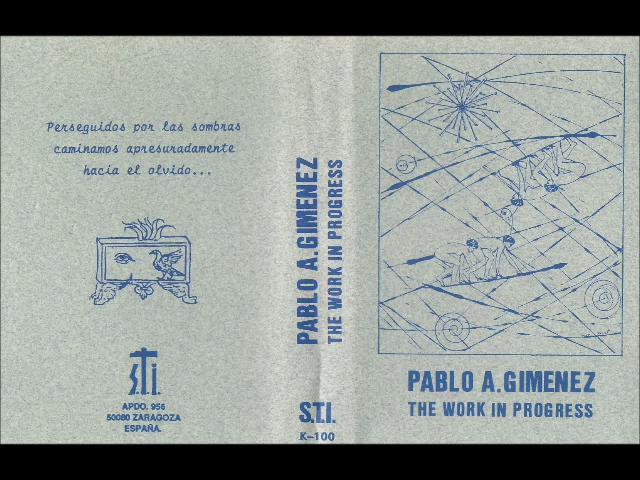 Perseguidos por las sombras
caminamos apresuradamente
hacia el olvido...
S.T.I.
APDO. 956
50080 ZARAGOZA
ESPAÑA.
PABLO A.GIMENEZ
THE WORK IN PROGRESS
S.T.I.
K-100
PABLO A.GIMENEZ
THE WORK IN PROGRESS